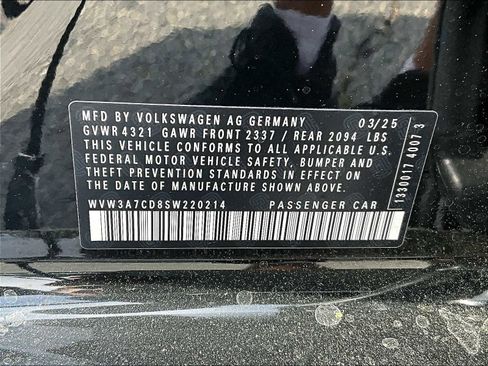 MFD BY VOLKSWAGEN AG GERMANY 03/25
GVWR 4321 GAWR FRONT 2337 / REAR 2094 LBS
THIS VEHICLE CONFORMS TO ALL APPLICABLE U.S.
FEDERAL MOTOR VEHICLE SAFETY, BUMPER AND
THEFT PREVENTION STANDARDS IN EFFECT ON
THE DATE OF MANUFACTURE SHOWN ABOVE.
WVW3A7CD8SW220214 PASSENGER CAR
1330017 4007-3